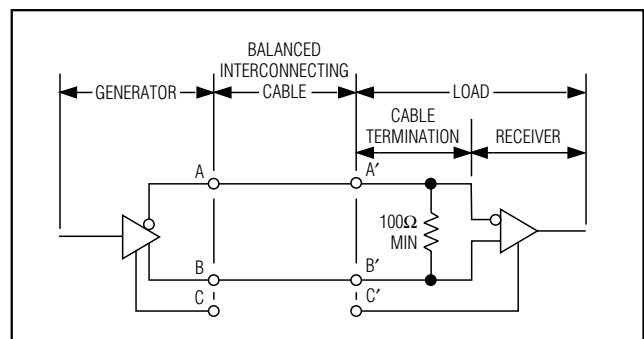 BALANCED
INTERCONNECTING
CABLE
GENERATOR
LOAD
CABLE
TERMINATION
RECEIVER
A
A′
100Ω
MIN
B
B′
C
C′